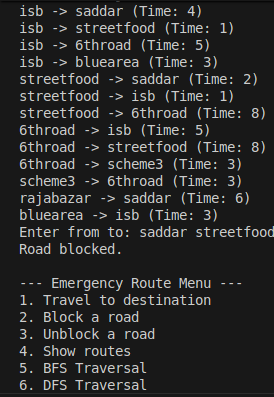 isb -> saddar (Time: 4)
isb -> streetfood (Time: 1)
isb -> 6throad (Time: 5)
isb -> bluearea (Time: 3)
streetfood -> saddar (Time: 2)
streetfood -> isb (Time: 1)
streetfood -> 6throad (Time: 8)
6throad -> isb (Time: 5)
6throad -> streetfood (Time: 8)
6throad -> scheme3 (Time: 3)
scheme3 -> 6throad (Time: 3)
rajabazar -> saddar (Time: 6)
bluearea -> isb (Time: 3)
Enter from to: saddar streetfood
Road blocked.
--- Emergency Route Menu ---
1. Travel to destination
2. Block a road
3. Unblock a road
4. Show routes
5. BFS Traversal
6. DFS Traversal